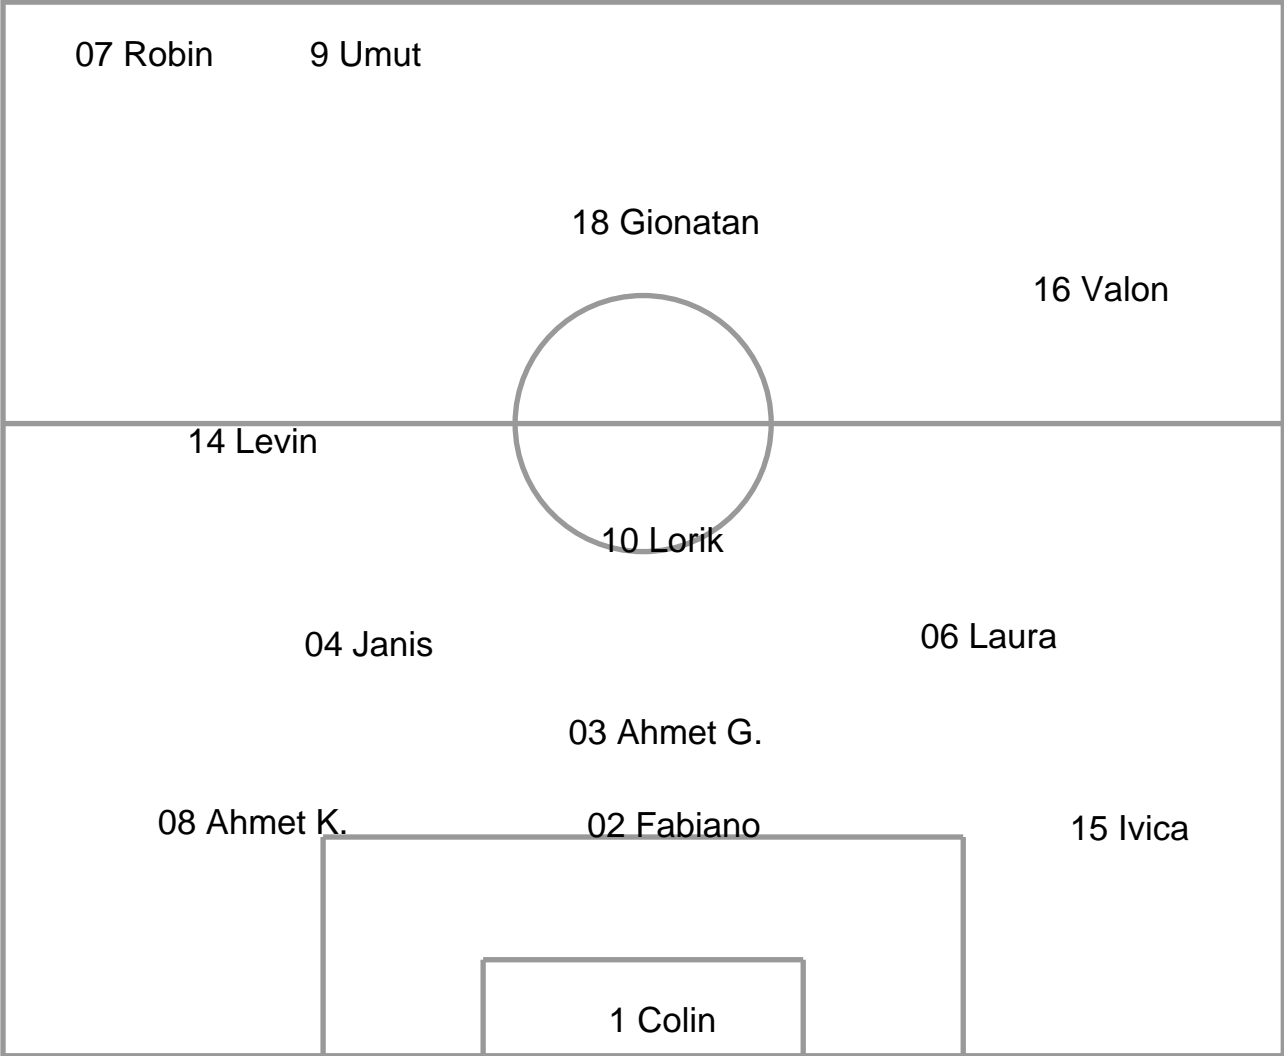 07 Robin
9 Umut
18 Gionatan
16 Valon
14 Levin
10 Lorik
04 Janis
06 Laura
03 Ahmet G.
08 Ahmet K.
02 Fabiano
15 Ivica
1 Colin